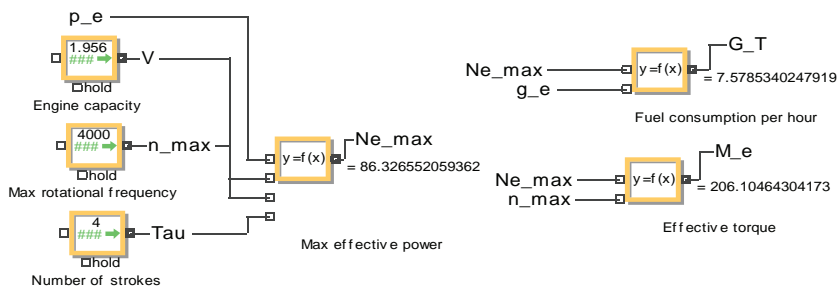 p_e
1.956
###
V
hold
Engine capacity
4000
###
n_max
hold
Max rotational frequency
4
###
Tau
hold
Number of strokes
y=f(x)
Ne_max
= 86.326552059362
Max effective power
Ne_max
g_e
y=f(x)
G_T
= 7.5785340247919
Fuel consumption per hour
Ne_max
n_max
y=f(x)
M_e
= 206.10464304173
Effective torque